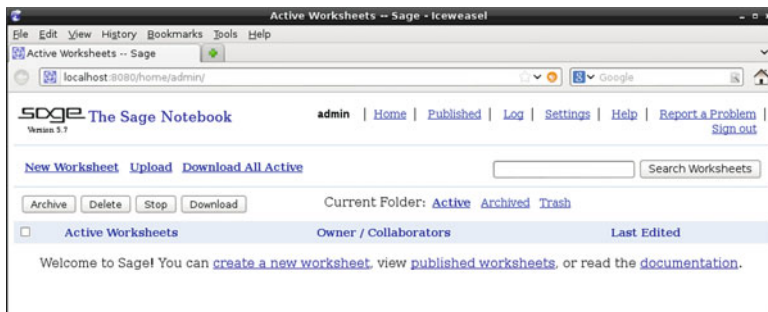 Active Worksheets -- Sage - Iceweasel
File Edit View History Bookmarks Tools Help
Active Worksheets -- Sage
localhost:8080/home/admin/
Google
sage The Sage Notebook
Version 5.7
admin | Home | Published | Log | Settings | Help | Report a Problem |
Sign out
New Worksheet Upload Download All Active
Search Worksheets
Archive Delete Stop Download
Current Folder: Active Archived Trash
Active Worksheets Owner / Collaborators Last Edited
Welcome to Sage! You can create a new worksheet, view published worksheets, or read the documentation.